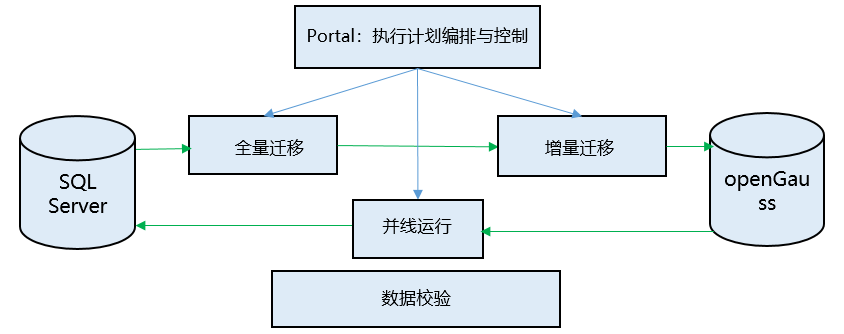 Portal：执行计划编排与控制
全量迁移
增量迁移
SQL
Server
openGau
ss
并线运行
数据校验